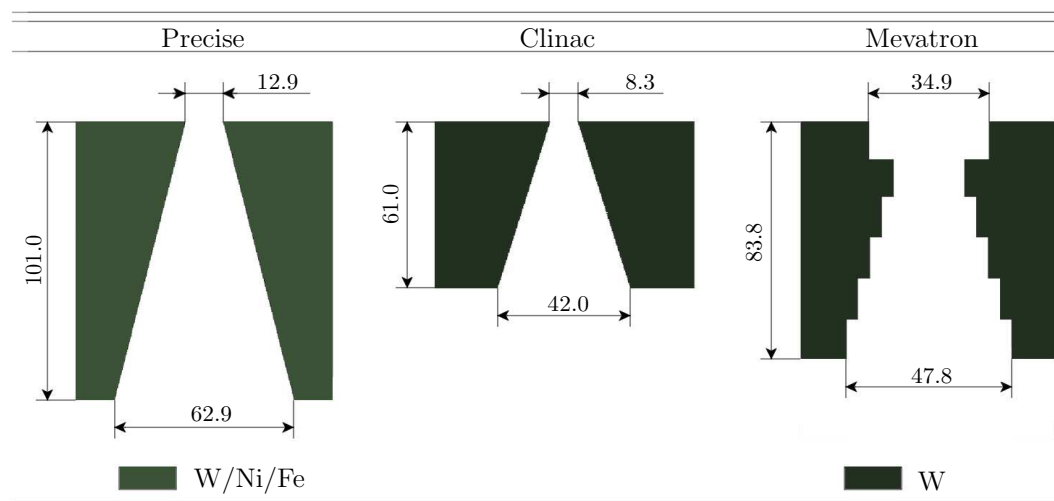 Precise Clinac Mevatron
12.9 8.3 34.9
101.0 61.0 83.8
42.0
47.8
62.9
W/Ni/Fe W